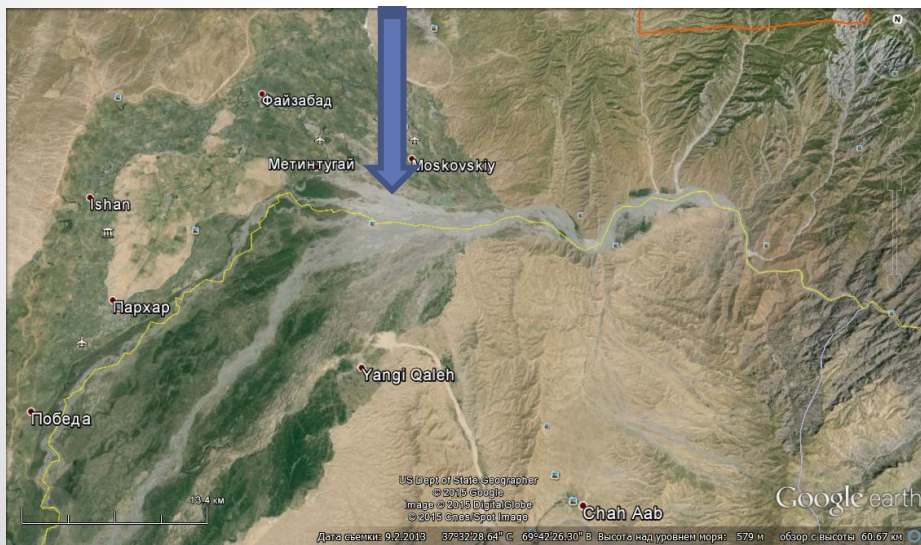 N
Файзабад
Метинтугай
Moskovskiy
Ishan
Пархар
Yangi Qaleh
Победа
US Dept of State Geographer
© 2015 Google
Image © 2015 DigitalGlobe
© 2015 Cnes/Spot Image
13.4 км
Chah Aab
Google earth
Дата съемки: 9.2.2013 37°32'28.64" С 69°42'26.30" В Высота над уровнем моря: 579 м обзор с высоты 60.67 км